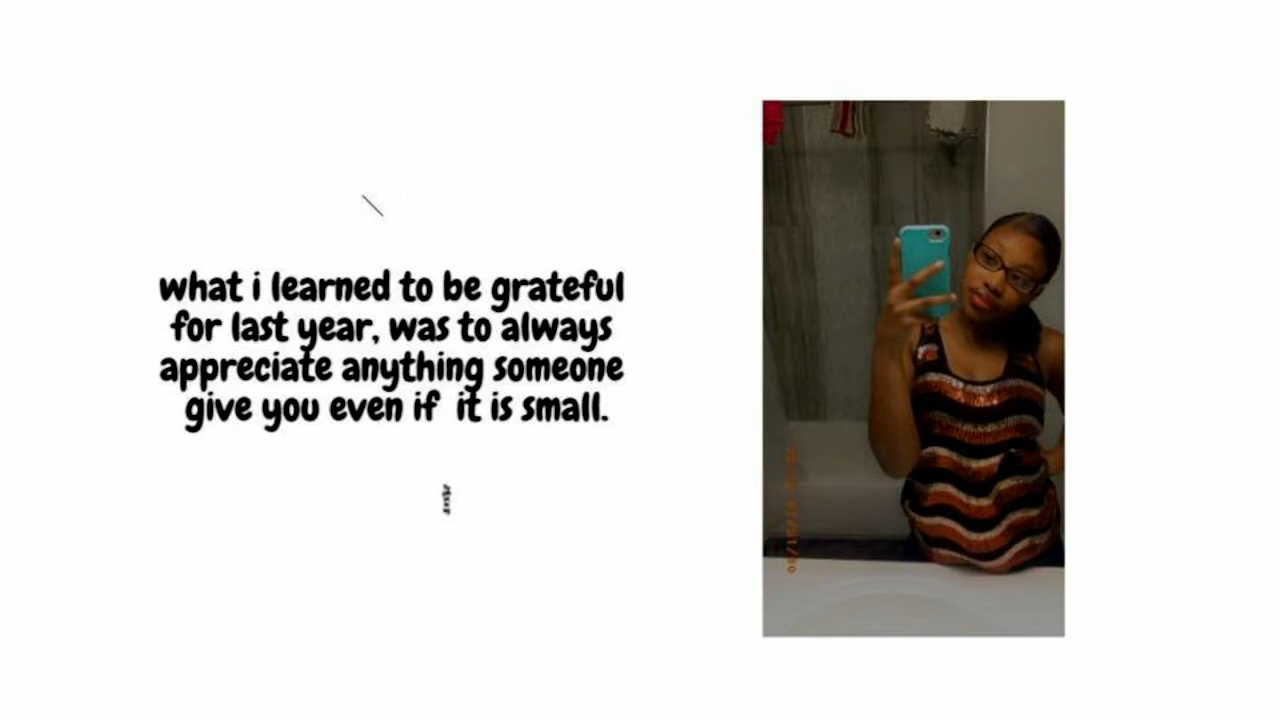 what i learned to be grateful
for last year, was to always
appreciate anything someone
give you even if it is small.